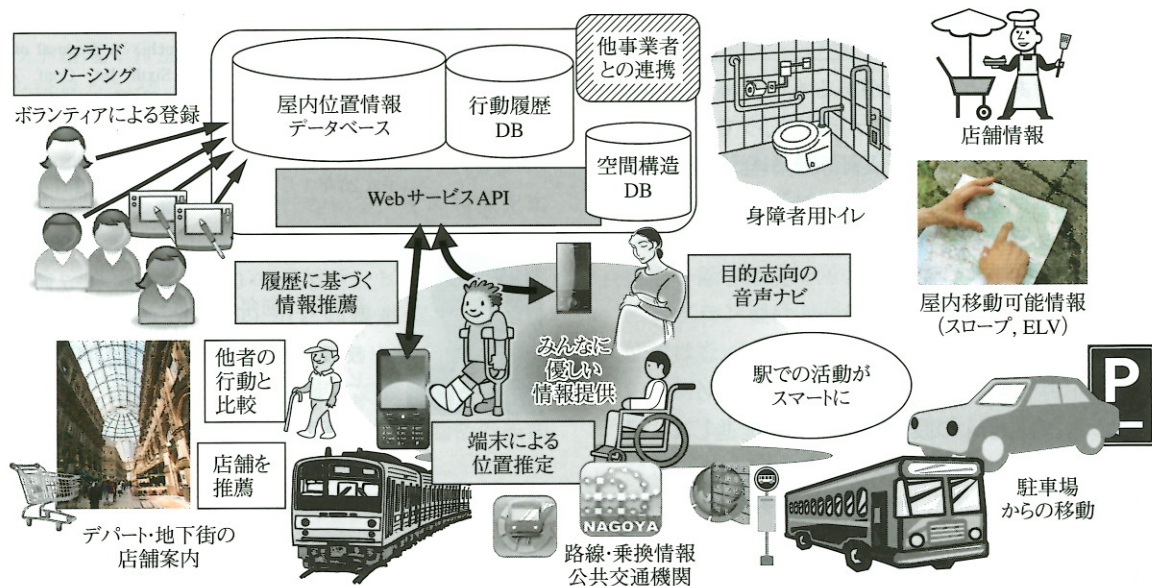 クラウド
ソーシング
ボランティアによる登録
屋内位置情報
データベース
行動履歴
DB
他事業者
との連携
空間構造
DB
WebサービスAPI
身障者用トイレ
店舗情報
屋内移動可能情報
(スロープ, ELV)
履歴に基づく
情報推薦
目的志向の
音声ナビ
みんなに
優しい
情報提供
他者の
行動と
比較
店舗を
推薦
駅での活動が
スマートに
端末による
位置推定
P
デパート・地下街の
店舗案内
NAGOYA
路線・乗換情報
公共交通機関
駐車場
からの移動